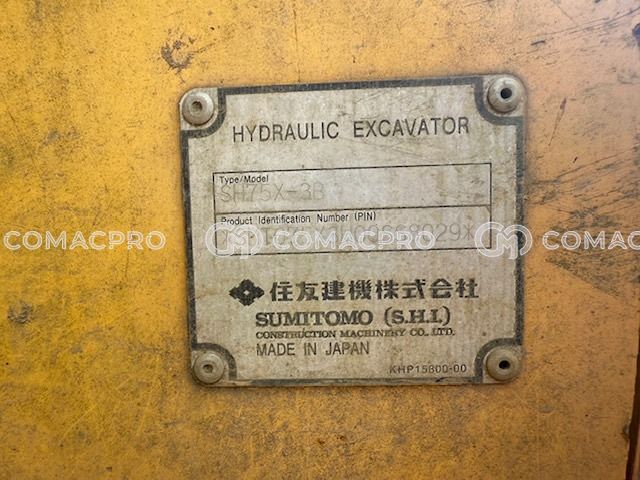 HYDRAULIC EXCAVATOR
Type/Model
SH75X-3B
Product Identification Number (PIN)
COMACPRO COMACPRO COMACPRO
住友建機株式会社
SUMITOMO (S.H.I.)
CONSTRUCTION MACHINERY CO., LTD.
MADE IN JAPAN
KHP15800-00